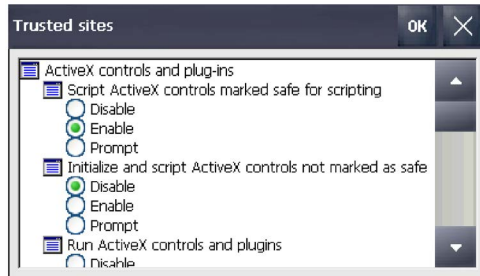 Trusted sites OK
ActiveX controls and plug-ins
Script ActiveX controls marked safe for scripting
Disable
Enable
Prompt
Initialize and script ActiveX controls not marked as safe
Disable
Enable
Prompt
Run ActiveX controls and plugins
Disable